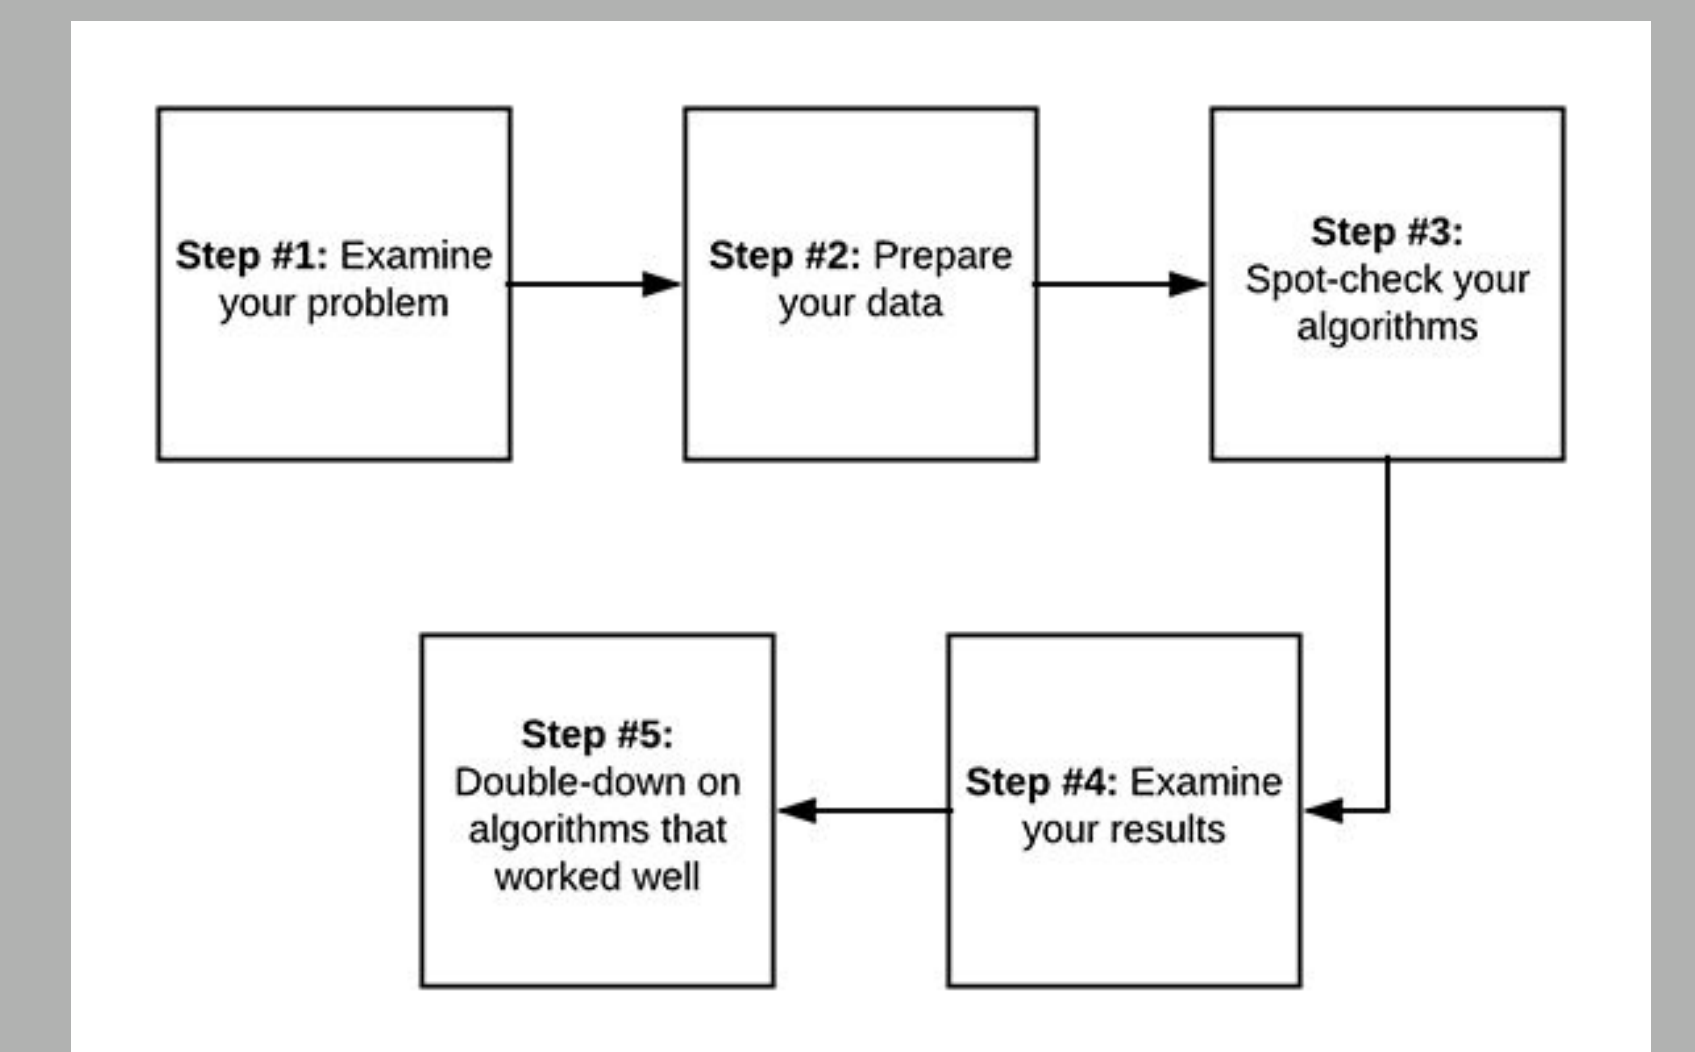 Step #1: Examine
your problem
Step #2: Prepare
your data
Step #3:
Spot-check your
algorithms
Step #4: Examine
your results
Step #5:
Double-down on
algorithms that
worked well